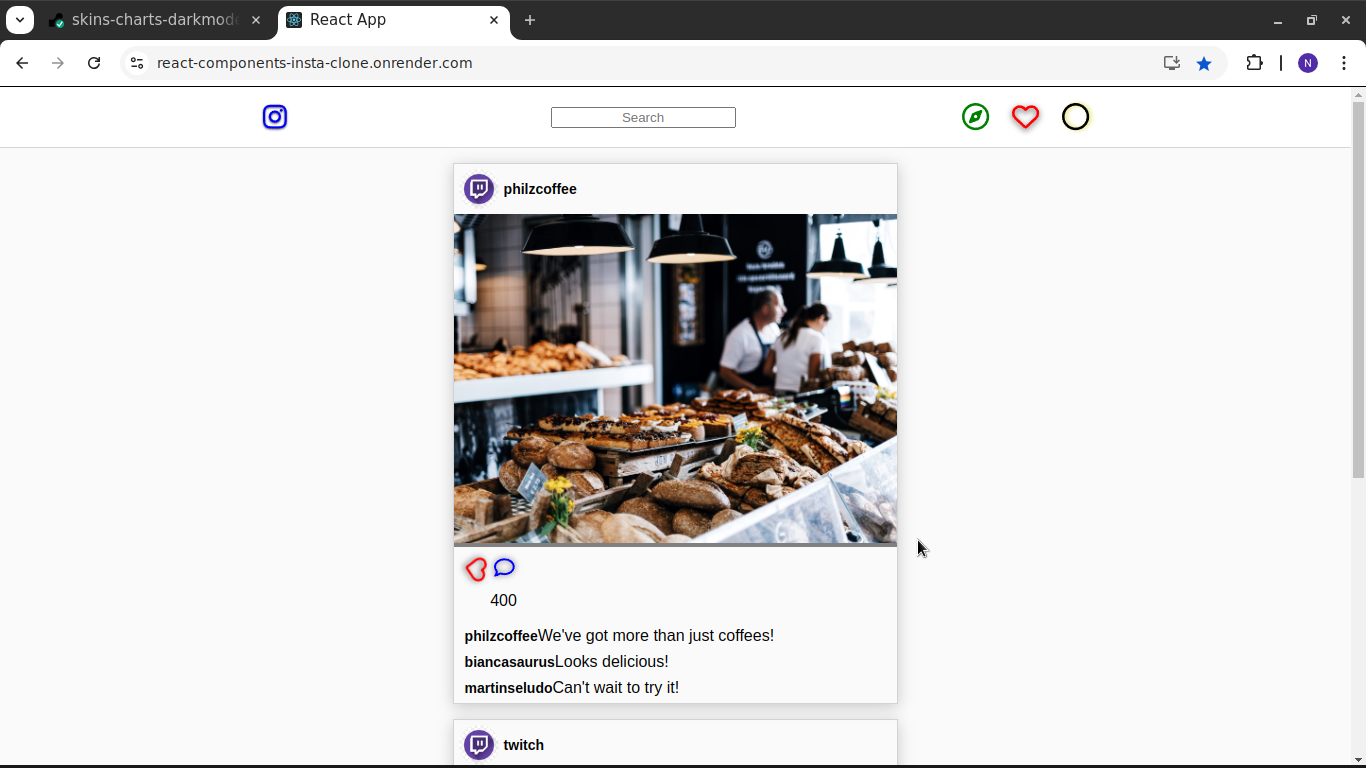 skins-charts-darkmod
React App
react-components-insta-clone.onrender.com
N
Search
philzcoffee
400
philzcoffeeWe've got more than just coffees!
biancasaurusLooks delicious!
martinseludoCan't wait to try it!
twitch